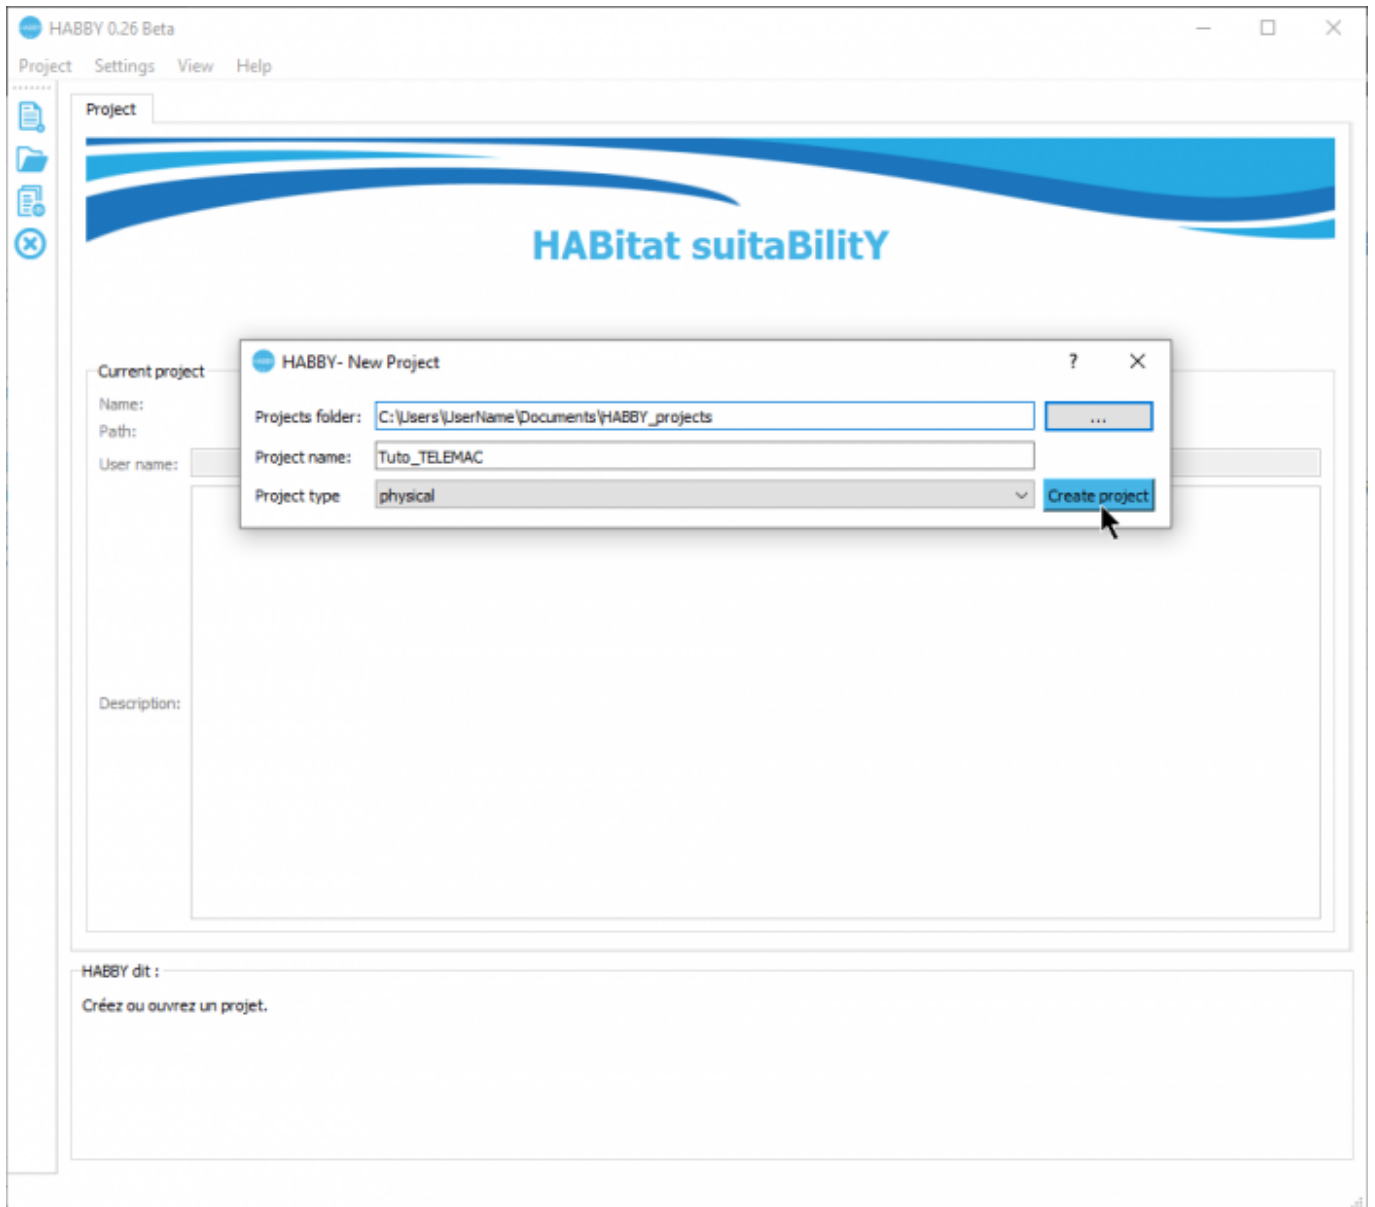 HABBY 0.26 Beta
Project Settings View Help
Project
HABitat suitaBilitY
HABBY- New Project
Projects folder: C:\Users\UserName\Documents\HABBY_projects ...
Project name: Tuto_TELEMAC
Project type physical Create project
Current project
Name:
Path:
User name:
Description:
HABBY dit :
Créez ou ouvrez un projet.